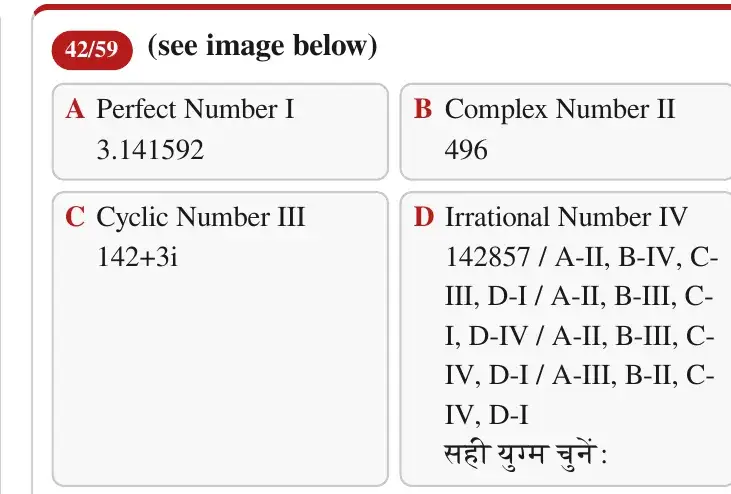 42/59 (see image below)
A Perfect Number I
3.141592
B Complex Number II
496
C Cyclic Number III
142+3i
D Irrational Number IV
142857 / A-II, B-IV, C-
III, D-I / A-II, B-III, C-
I, D-IV / A-II, B-III, C-
IV, D-I / A-III, B-II, C-
IV, D-I
सही युग्म चुनें :